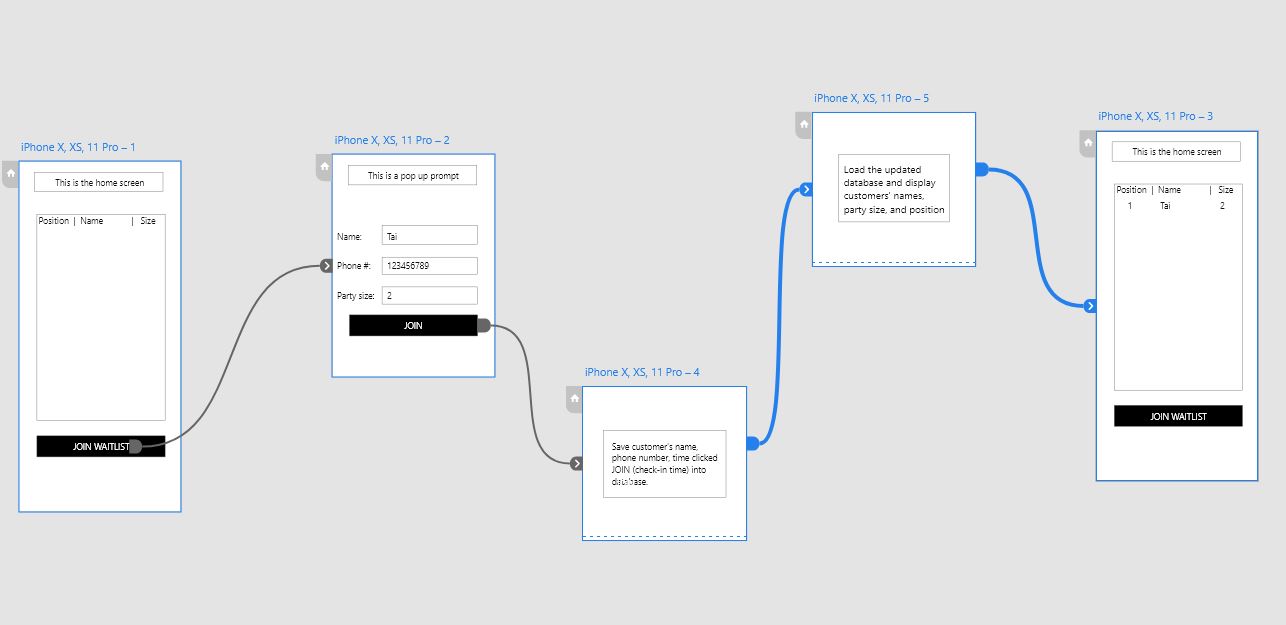 iPhone X, XS, 11 Pro – 1
This is the home screen
Position | Name | Size
JOIN WAITLIST
iPhone X, XS, 11 Pro – 2
This is a pop up prompt
Name: Tai
Phone #: 123456789
Party size: 2
JOIN
iPhone X, XS, 11 Pro – 4
Save customer's name,
phone number, time clicked
JOIN (check-in time) into
database.
iPhone X, XS, 11 Pro – 5
Load the updated
database and display
customers' names,
party size, and position
iPhone X, XS, 11 Pro – 3
This is the home screen
Position | Name | Size
1 Tai 2
JOIN WAITLIST